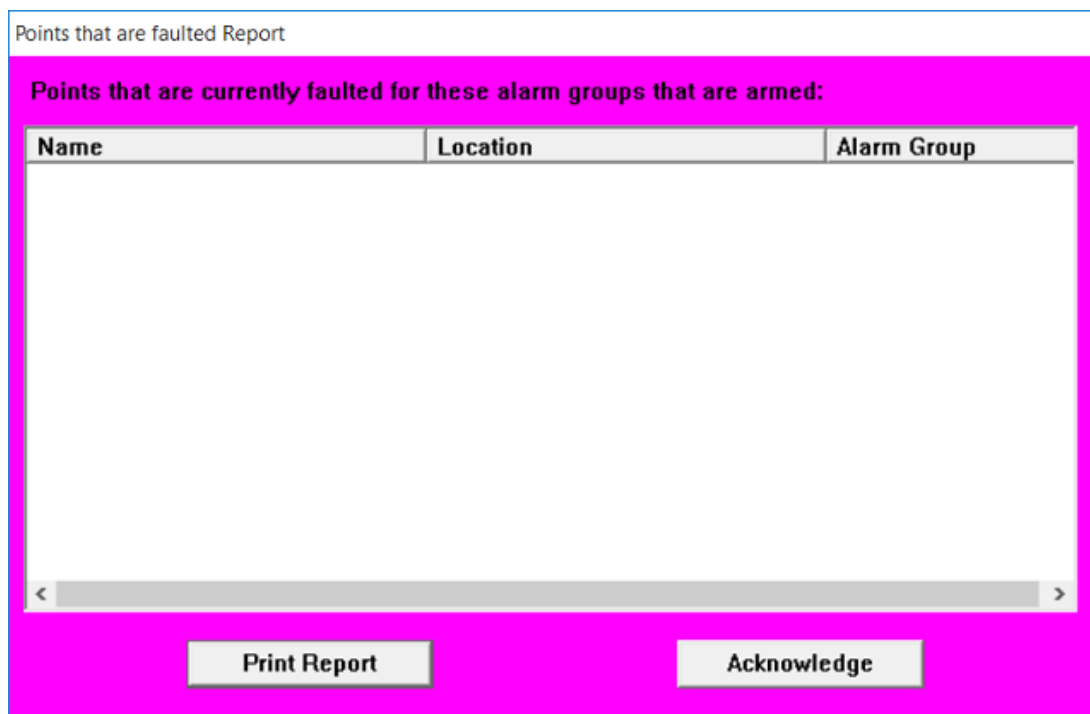 Points that are faulted Report
Points that are currently faulted for these alarm groups that are armed:
Name Location Alarm Group
Print Report Acknowledge